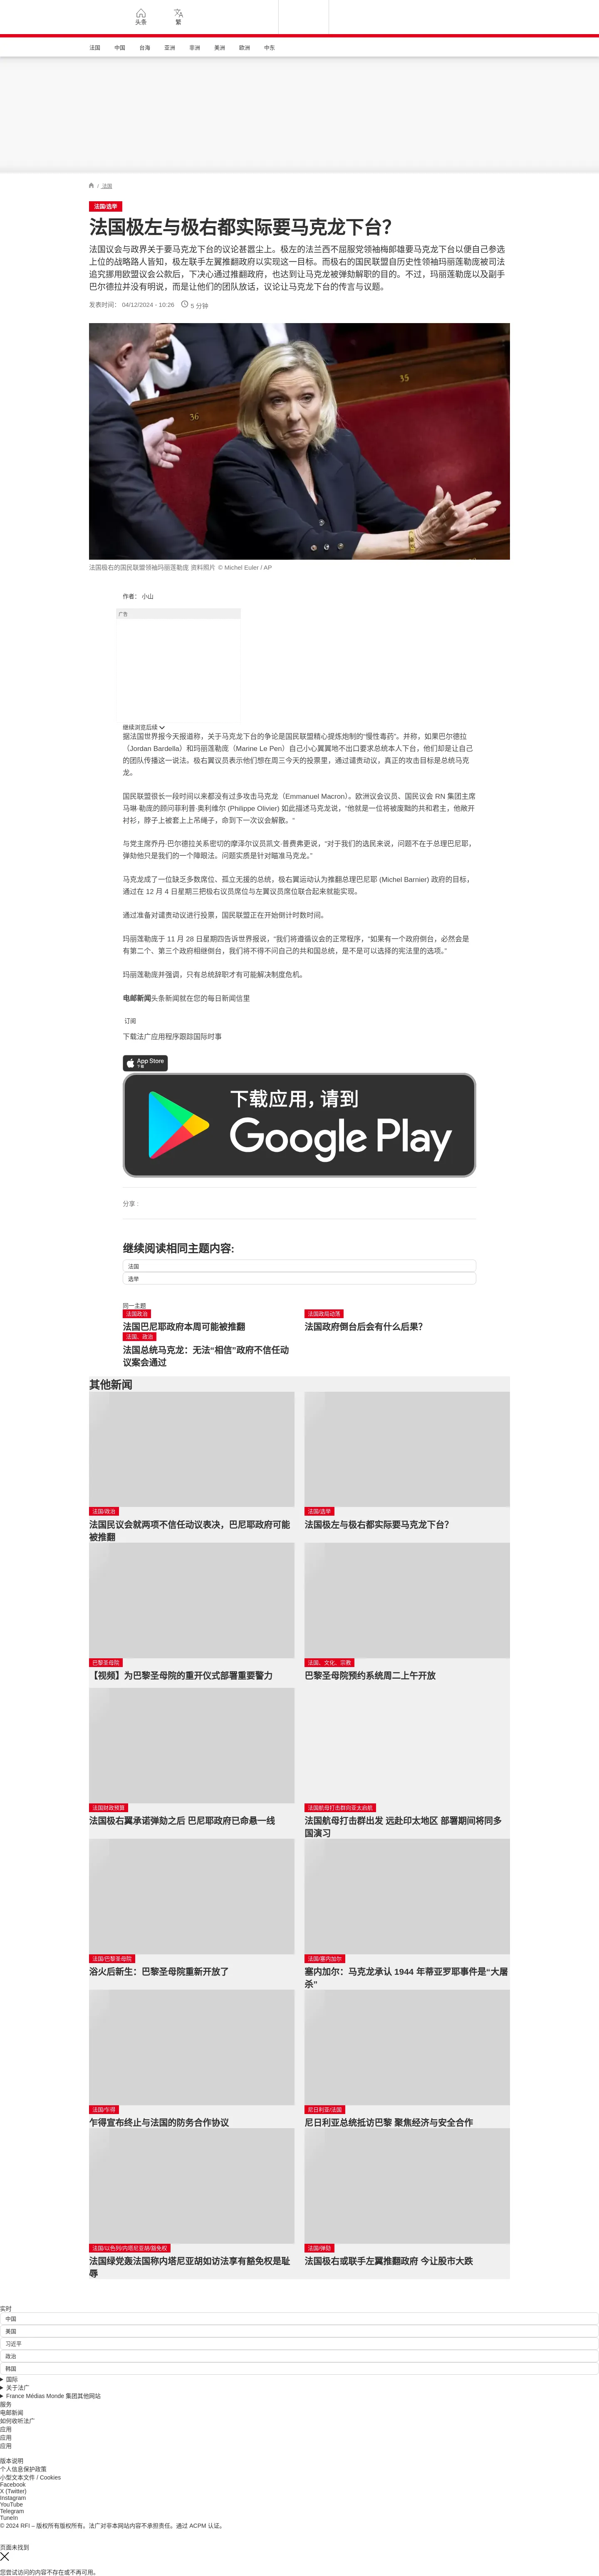 头条
繁
法国 中国 台海 亚洲 非洲 美洲 欧洲 中东
/ 法国
法国/选举
法国极左与极右都实际要马克龙下台？
法国议会与政界关于要马克龙下台的议论甚嚣尘上。极左的法兰西不屈服党领袖梅郞雄要马克龙下台以便自己参选
上位的战略路人皆知，极左联手左翼推翻政府以实现这一目标。而极右的国民联盟自历史性领袖玛丽莲勒庞被司法
追究挪用欧盟议会公款后，下决心通过推翻政府，也达到让马克龙被弹劾解职的目的。不过，玛丽莲勒庞以及副手
巴尔德拉并没有明说，而是让他们的团队放话，议论让马克龙下台的传言与议题。
发表时间： 04/12/2024 - 10:26 5 分钟
36
35
法国极右的国民联盟领袖玛丽莲勒庞 资料照片 © Michel Euler / AP
作者： 小山
广告
继续浏览后续
据法国世界报今天报道称，关于马克龙下台的争论是国民联盟精心提炼炮制的“慢性毒药”。并称，如果巴尔德拉
（Jordan Bardella）和玛丽莲勒庞（Marine Le Pen）自己小心翼翼地不出口要求总统本人下台，他们却是让自己
的团队传播这一说法。极右翼议员表示他们想在周三今天的投票里，通过谴责动议，真正的攻击目标是总统马克
龙。
国民联盟很长一段时间以来都没有过多攻击马克龙（Emmanuel Macron）。欧洲议会议员、国民议会 RN 集团主席
马琳·勒庞的顾问菲利普·奥利维尔 (Philippe Olivier) 如此描述马克龙说，“他就是一位将被废黜的共和君主，他敞开
衬衫，脖子上被套上上吊绳子，命到下一次议会解散。”
与党主席乔丹·巴尔德拉关系密切的摩泽尔议员凯文·普费弗更说，“对于我们的选民来说，问题不在于总理巴尼耶，
弹劾他只是我们的一个障眼法。问题实质是针对瞄准马克龙。”
马克龙成了一位缺乏多数席位、孤立无援的总统，极右翼运动认为推翻总理巴尼耶 (Michel Barnier) 政府的目标，
通过在 12 月 4 日星期三把极右议员席位与左翼议员席位联合起来就能实现。
通过准备对谴责动议进行投票，国民联盟正在开始倒计时数时间。
玛丽莲勒庞于 11 月 28 日星期四告诉世界报说，“我们将遵循议会的正常程序，“如果有一个政府倒台，必然会是
有第二个、第三个政府相继倒台，我们将不得不问自己的共和国总统，是不是可以选择的宪法里的选项。”
玛丽莲勒庞并强调，只有总统辞职才有可能解决制度危机。
电邮新闻头条新闻就在您的每日新闻信里
订阅
下载法广应用程序跟踪国际时事
App Store
下载
下载应用，请到
Google Play
分享 :
继续阅读相同主题内容:
法国
选举
同一主题
法国政治
法国巴尼耶政府本周可能被推翻
法国政局动荡
法国政府倒台后会有什么后果？
法国、政治
法国总统马克龙：无法“相信”政府不信任动
议案会通过
其他新闻
法国/政治
法国民议会就两项不信任动议表决，巴尼耶政府可能
被推翻
法国/选举
法国极左与极右都实际要马克龙下台？
巴黎圣母院
【视频】为巴黎圣母院的重开仪式部署重要警力
法国、文化、宗教
巴黎圣母院预约系统周二上午开放
法国财政预算
法国极右翼承诺弹劾之后 巴尼耶政府已命悬一线
法国航母打击群向亚太启航
法国航母打击群出发 远赴印太地区 部署期间将同多
国演习
法国/巴黎圣母院
浴火后新生：巴黎圣母院重新开放了
法国/塞内加尔
塞内加尔：马克龙承认 1944 年蒂亚罗耶事件是“大屠
杀”
法国/乍得
乍得宣布终止与法国的防务合作协议
尼日利亚/法国
尼日利亚总统抵访巴黎 聚焦经济与安全合作
法国/以色列/内塔尼亚胡/豁免权
法国绿党轰法国称内塔尼亚胡如访法享有豁免权是耻
辱
法国/弹劾
法国极右或联手左翼推翻政府 令让股市大跌
实时
中国
美国
习近平
政治
韩国
国际
关于法广
France Médias Monde 集团其他网站
服务
电邮新闻
如何收听法广
应用
应用
应用
版本说明
个人信息保护政策
小型文本文件 / Cookies
Facebook
X (Twitter)
Instagram
YouTube
Telegram
TuneIn
© 2024 RFI – 版权所有版权所有。法广对非本网站内容不承担责任。通过 ACPM 认证。
页面未找到
您尝试访问的内容不存在或不再可用。